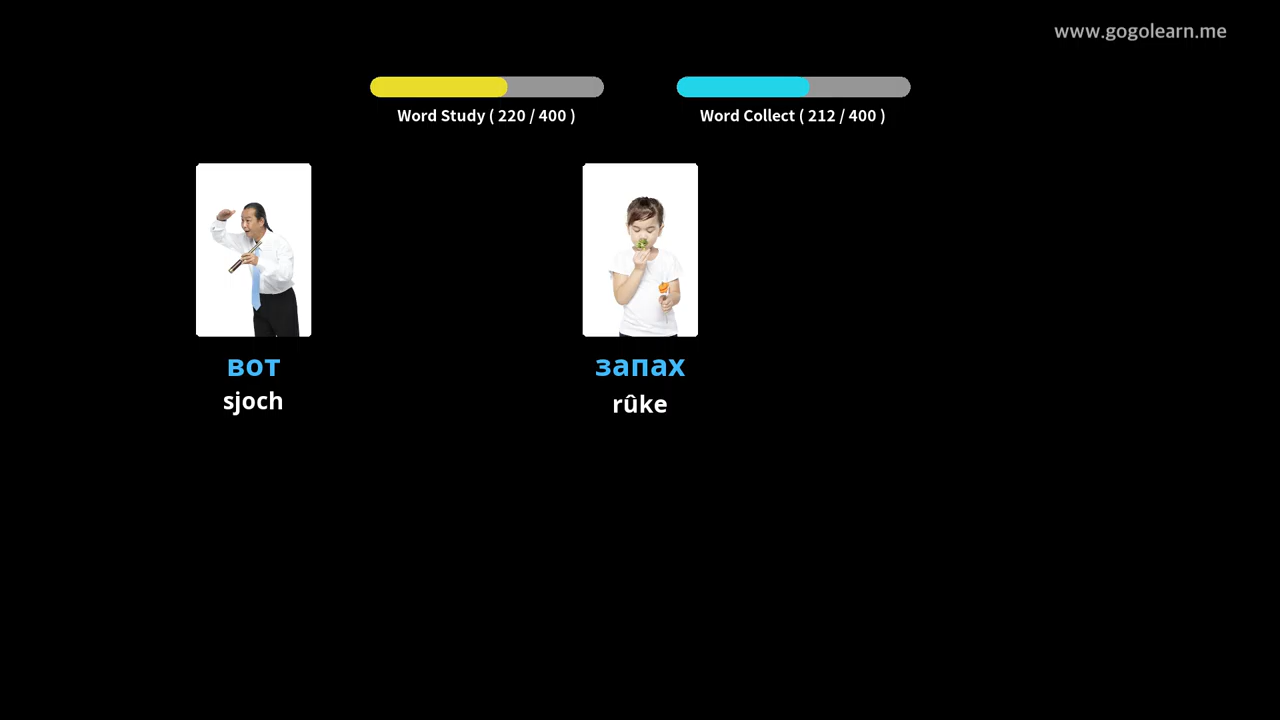 www.gogolearn.me
Word Study ( 220 / 400 )
Word Collect ( 212 / 400 )
вот
sjoch
запах
rûke